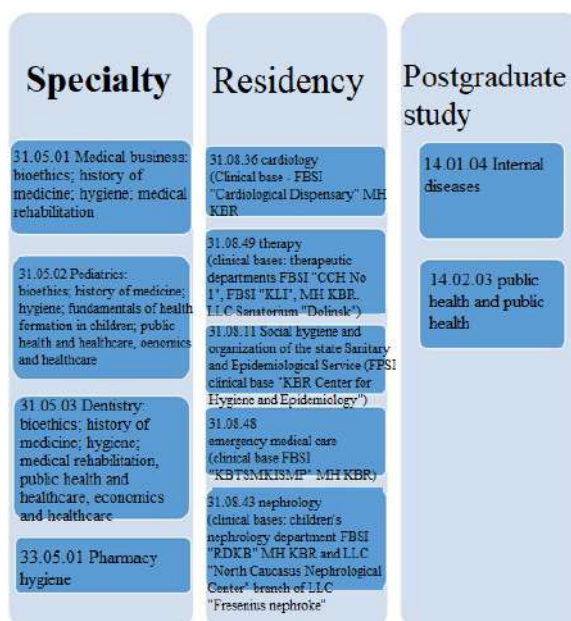 Specialty
31.05.01 Medical business:
bioethics; history of
medicine; hygiene; medical
rehabilitation
31.05.02 Pediatrics:
bioethics; history of medicine;
hygiene; fundamentals of health
formation in children; public
health and healthcare, oenomics
and healthcare
31.05.03 Dentistry:
bioethics; history of
medicine; hygiene;
medical rehabilitation,
public health and
healthcare, economics
and healthcare
33.05.01 Pharmacy
hygiene
Residency
31.08.36 cardiology
(Clinical base - FBSI
"Cardiological Dispensary" MH
KBR
31.08.49 therapy
(clinical bases: therapeutic
departments FBSI "CCH No
1", FBSI "KLI", MH KBR.
LLC Sanatorium "Dolinsk")
31.08.11 Social hygiene and
organization of the state Sanitary
and Epidemiological Service (FPSI
clinical base "KBR Center for
Hygiene and Epidemiology")
31.08.48
emergency medical care
(clinical base FBSI
"KBTSMKISMP" MH KBR)
31.08.43 nephrology
(clinical bases: children's
nephrology department FBSI
"RDKB" MH KBR and LLC
"North Caucasus Nephrological
Center" branch of LLC
"Fresenius nephroke"
Postgraduate
study
14.01.04 Internal
diseases
14.02.03 public
health and public
health